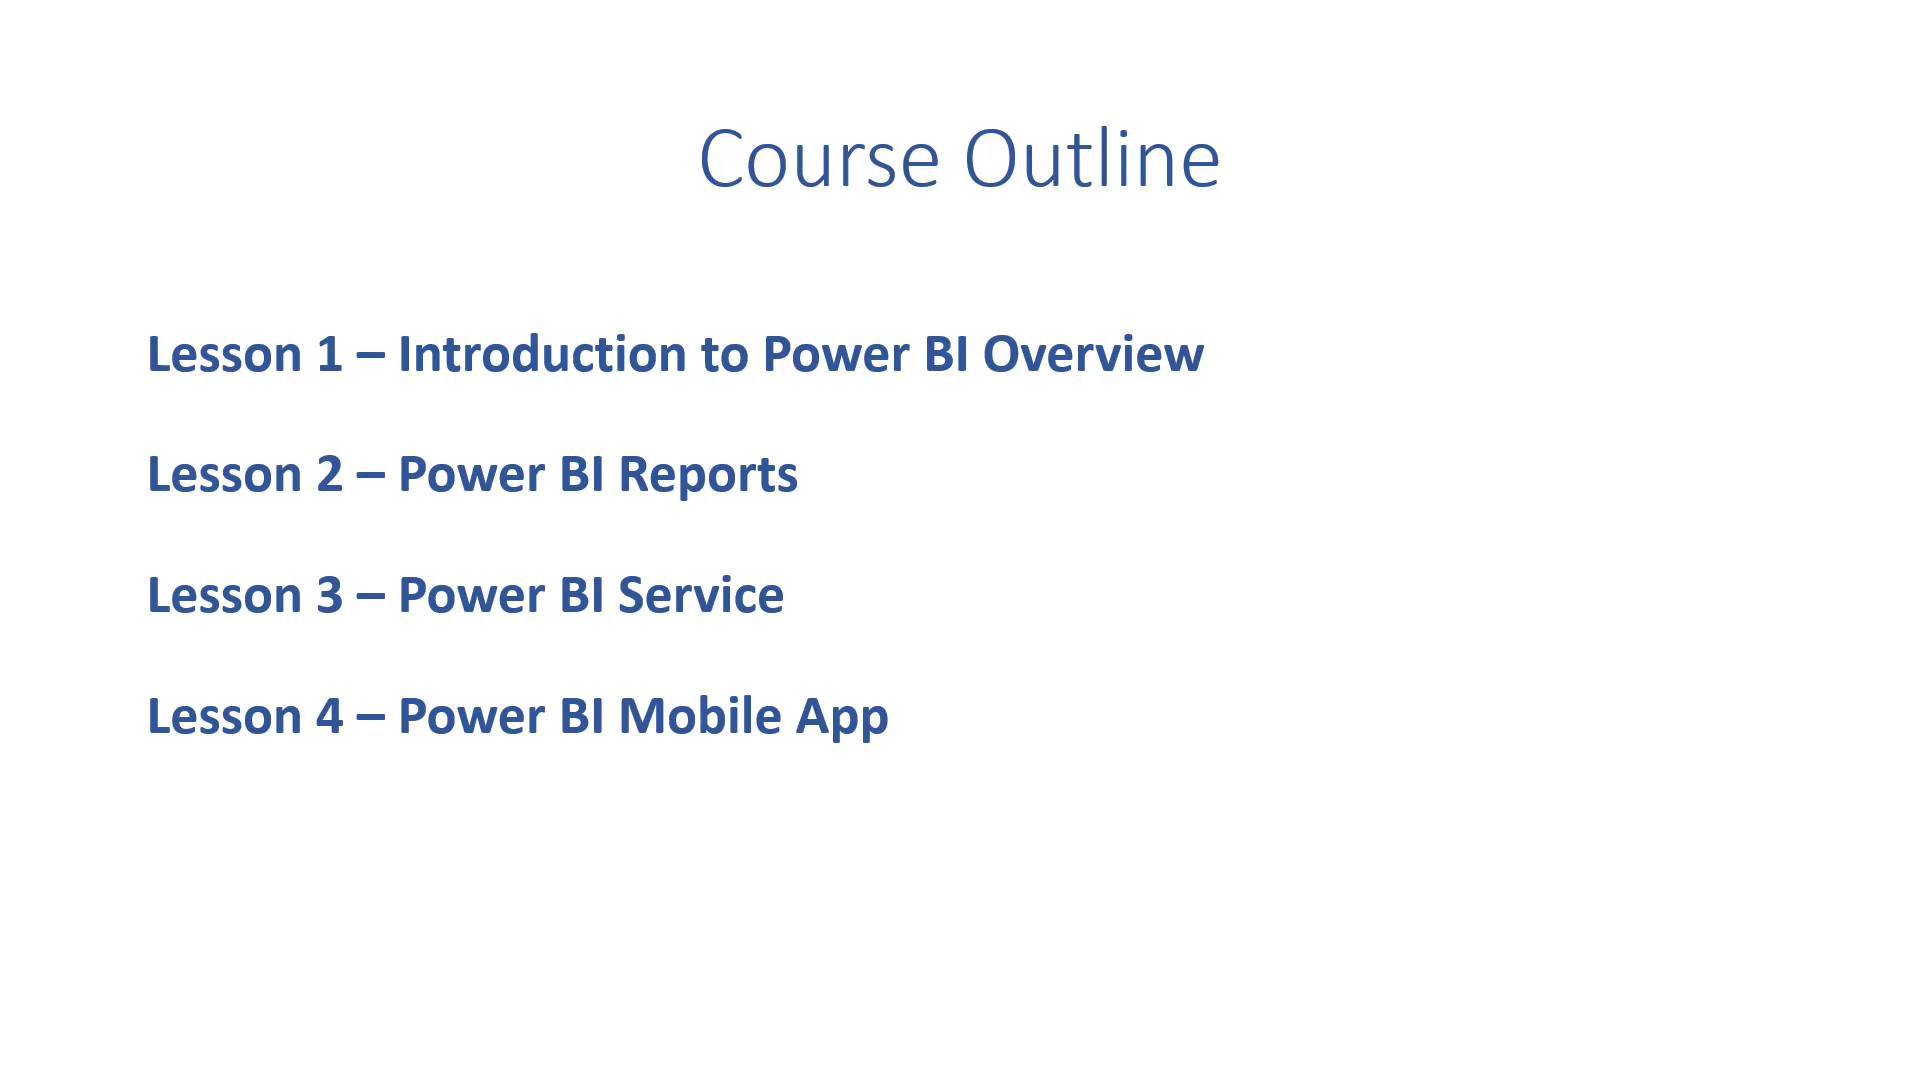 Course Outline
Lesson 1 – Introduction to Power BI Overview
Lesson 2 – Power BI Reports
Lesson 3 – Power BI Service
Lesson 4 – Power BI Mobile App